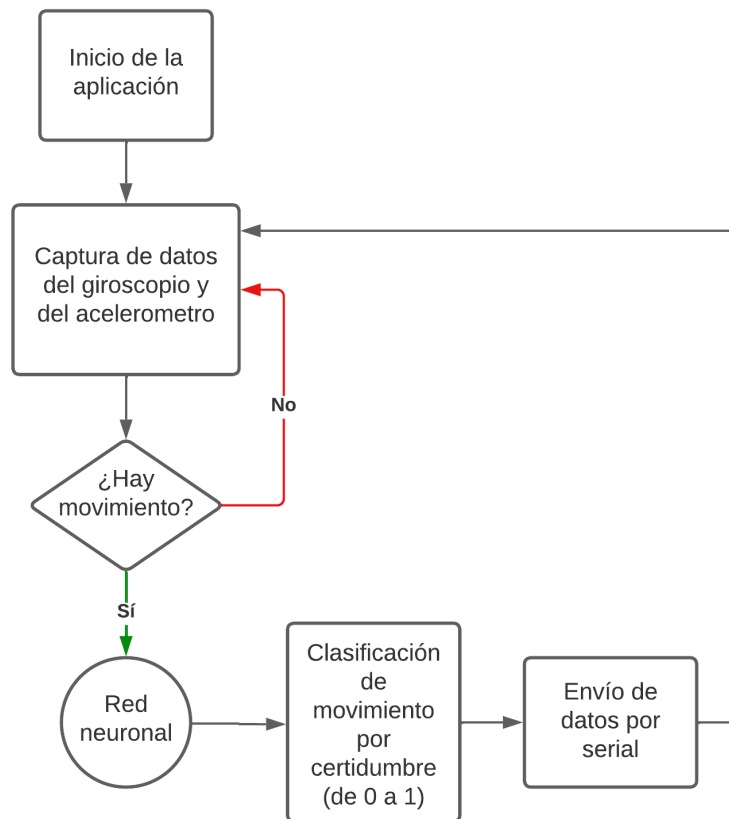 Inicio de la
aplicación
Captura de datos
del giroscopio y
del acelerometro
No
¿Hay
movimiento?
Sí
Red
neuronal
Clasificación
de
movimiento
por
certidumbre
(de 0 a 1)
Envío de
datos por
serial